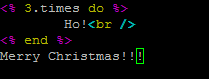 <% 3.times do %>
        Ho!<br />
<% end %>
Merry Christmas!!!